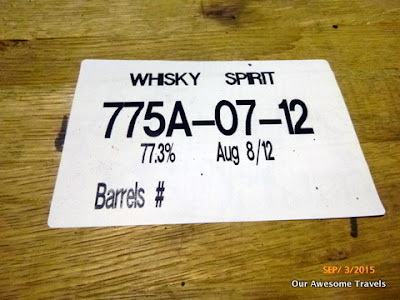 WHISKY SPIRIT
775A-07-12
77.3% Aug 8/12
Barrels #
SEP/ 3/2015
Our Awesome Travels